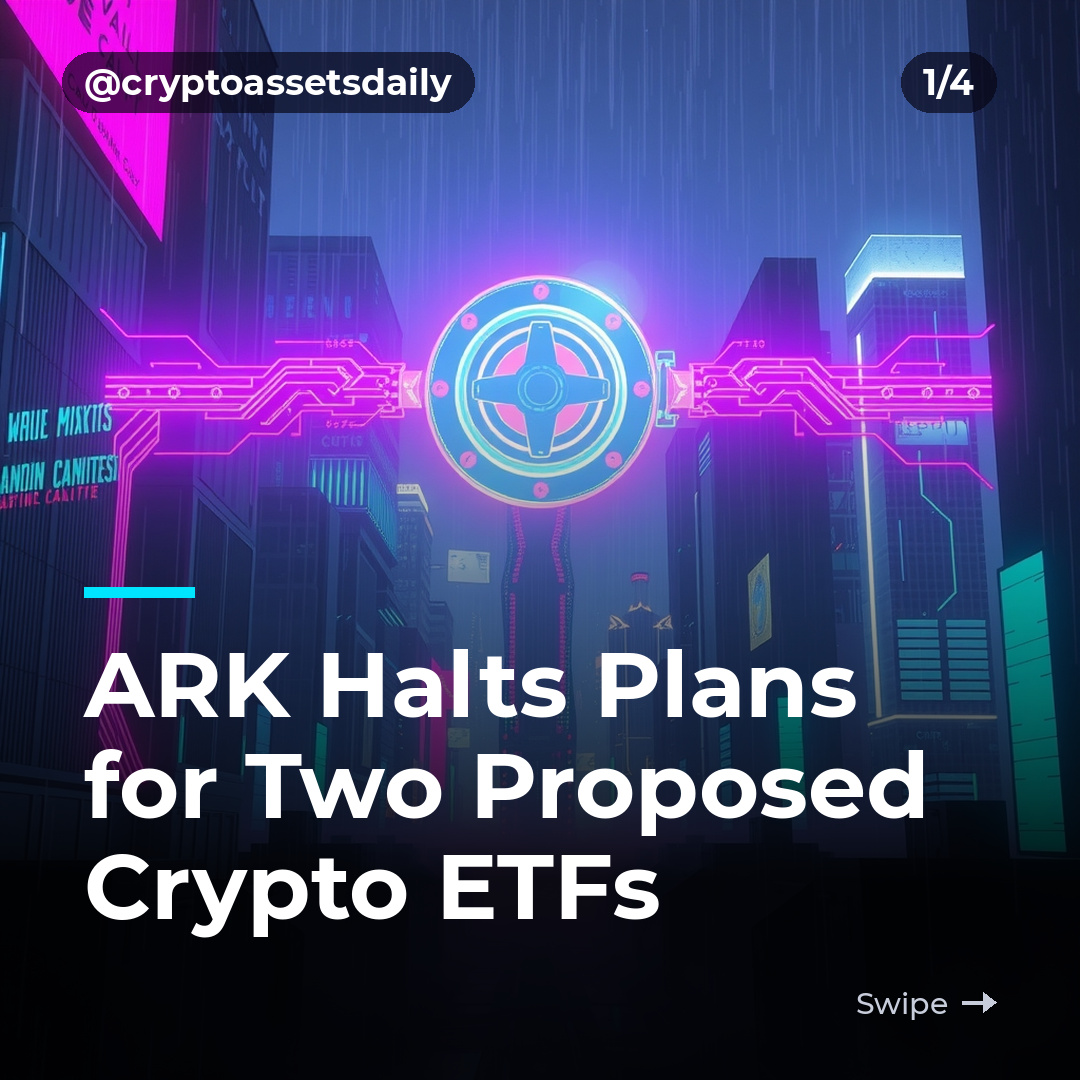 @cryptoassetsdaily
1/4
ARK Halts Plans
for Two Proposed
Crypto ETFs
Swipe